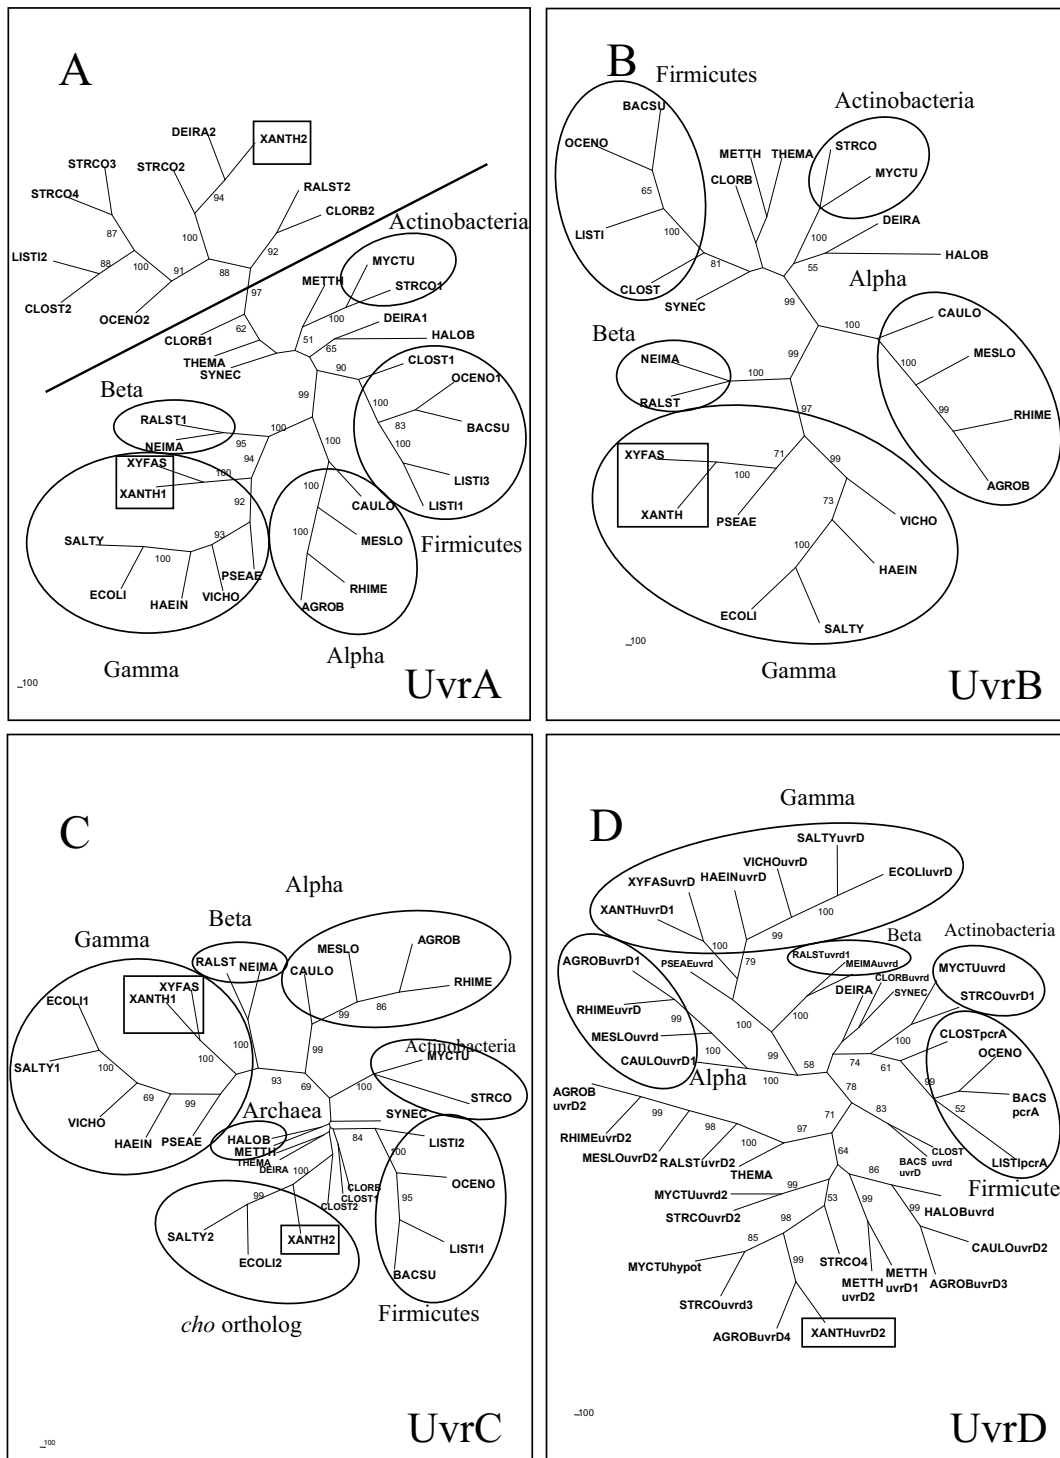 A
DEIRA2
XANTH2
STRCO3
STRCO2
STRCO4
RALST2
94
CLORB2
Actinobacteria
87
100
LISTI2
88
100
91
88
92
MYCTU
CLOST2
METTH
STRCO1
97
OCENO2
100
DEIRA1
62
CLORB1
51
65
HALOB
THEMA
SYNEC
90
CLOST1
OCENO1
Beta
99
RALST1
100
100
83
BACSU
NEIMA
95
100
100
XYFAS
94
100
XANTH1
100
LISTI3
92
CAULO
LISTI1
SALTY
93
100
MESLO
Firmicutes
100
PSEAE
ECOLI
HAEIN
VICHO
RHIME
AGROB
Gamma
Alpha
100
UvrA
B
Firmicutes
BACSU
Actinobacteria
OCENO
METTH
THEMA
STRCO
CLORB
MYCTU
65
DEIRA
LISTI
100
100
HALOB
81
55
CLOST
SYNEC
99
Alpha
CAULO
Beta
100
NEIMA
99
100
MESLO
100
RALST
97
99
RHIME
XYFAS
71
99
100
AGROB
XANTH
PSEAE
73
VICHO
100
HAEIN
ECOLI
SALTY
100
Gamma
UvrB
C
Alpha
Beta
Gamma
MESLO
AGROB
RALST
NEIMA
CAULO
XYFAS
RHIME
ECOLI1
XANTH1
99
86
100
99
100
Actinobacteria
SALTY1
100
MYCTU
93
69
100
STRCO
69
99
Archaea
SYNEC
VICHO
HALOB
HAEIN
PSEAE
METTH
84
LISTI2
THEMA
100
DEIRA
100
CLORB
OCENO
CLOST1
99
CLOST2
95
SALTY2
XANTH2
LISTI1
ECOLI2
BACSU
Firmicutes
cho ortholog
100
UvrC
D
Gamma
SALTYuvrD
VICHOuvrD
HAEINuvrD
ECOLIuvrD
XYFASuvrD
XANTHuvrD1
100
99
Beta
Actinobacteria
100
RALSTuvrd1
AGROBuvrD1
PSEAEuvrd
79
MEIMAuvrd
CLORBuvrd
MYCTUuvrd
DEIRA
SYNEC
STRCOuvrD1
RHIMEuvrD
99
100
100
100
CLOSTpcrA
MESLOuvrd
OCENO
100
99
58
74
61
CAULOuvrD1
99
Alpha
100
78
BACS
pcrA
AGROB
uvrD2
52
99
71
83
98
97
RHIMEuvrD2
100
64
CLOST
uvrd
LISTIpcrA
MESLOuvrD2
RALSTuvrD2
BACS
uvrD
THEMA
86
Firmicute
MYCTUuvrd2
99
99
99
HALOBuvrd
STRCOuvrD2
53
98
85
CAULOuvrD2
99
STRCO4
MYCTUhypot
METTH
uvrD2
METTH
uvrD1
AGROBuvrD3
STRCOuvrd3
AGROBuvrD4
XANTHuvrD2
100
UvrD